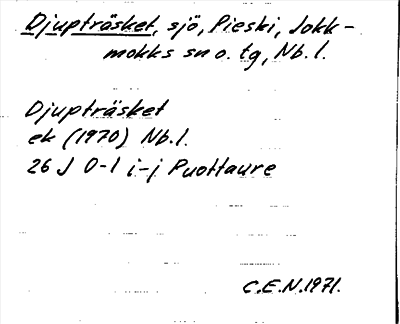 Djupträsket, sjö, Pieski, Jokk-
mokks sn o. tg, Nb. l.
Djupträsket
ek (1970) Nb. l.
26 J 0-1 i-j Puottaure
C.E.N. 1971.